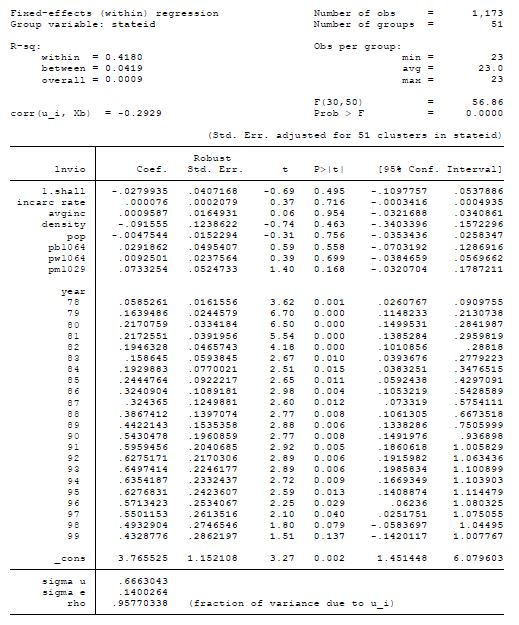 Fixed-effects (within) regression Number of obs = 1,173
Group variable: stateid Number of groups = 51
R-sq: Obs per group:
within = 0.4180 min = 23
between = 0.0419 avg = 23.0
overall = 0.0009 max = 23
F(30,50) = 56.86
corr(u_i, Xb) = -0.2929 Prob > F = 0.0000
(Std. Err. adjusted for 51 clusters in stateid)
Robust
lnvio Coef. Std. Err. t P>|t| [95% Conf. Interval]
1.shall -.0279935 .0407168 -0.69 0.495 -.1097757 .0537886
incarc rate .000076 .0002079 0.37 0.716 -.0003416 .0004935
avginc .0009587 .0164931 0.06 0.954 -.0321688 .0340861
density -.091555 .1238622 -0.74 0.463 -.3403396 .1572296
pop -.0047544 .0152294 -0.31 0.756 -.0353436 .0258347
pb1064 .0291862 .0495407 0.59 0.558 -.0703192 .1286916
pw1064 .0092501 .0237564 0.39 0.699 -.0384659 .0569662
pm1029 .0733254 .0524733 1.40 0.168 -.0320704 .1787211
year
78 .0585261 .0161556 3.62 0.001 .0260767 .0909755
79 .1639486 .0244579 6.70 0.000 .1148233 .2130738
80 .2170759 .0334184 6.50 0.000 .1499531 .2841987
81 .2172551 .0391956 5.54 0.000 .1385284 .2959819
82 .1946328 .0465743 4.18 0.000 .1010856 .28818
83 .158645 .0593845 2.67 0.010 .0393676 .2779223
84 .1929883 .0770021 2.51 0.015 .0383251 .3476515
85 .2444764 .0922217 2.65 0.011 .0592438 .4297091
86 .3240904 .1089181 2.98 0.004 .1053219 .5428589
87 .324365 .1249881 2.60 0.012 .073319 .5754111
88 .3867412 .1397074 2.77 0.008 .1061305 .6673518
89 .4422143 .1535358 2.88 0.006 .1338286 .7505999
90 .5430478 .1960859 2.77 0.008 .1491976 .936898
91 .5959456 .2040685 2.92 0.005 .1860618 1.005829
92 .6275171 .2170306 2.89 0.006 .1915982 1.063436
93 .6497414 .2246177 2.89 0.006 .1985834 1.100899
94 .6354187 .2332437 2.72 0.009 .1669349 1.103903
95 .6276831 .2423607 2.59 0.013 .1408874 1.114479
96 .5713423 .2534067 2.25 0.029 .06236 1.080325
97 .5501153 .2613516 2.10 0.040 .0251751 1.075055
98 .4932904 .2746546 1.80 0.079 -.0583697 1.04495
99 .4328776 .2862197 1.51 0.137 -.1420117 1.007767
_cons 3.765525 1.152108 3.27 0.002 1.451448 6.079603
sigma u .6663043
sigma e .1400264
rho .95770338 (fraction of variance due to u_i)